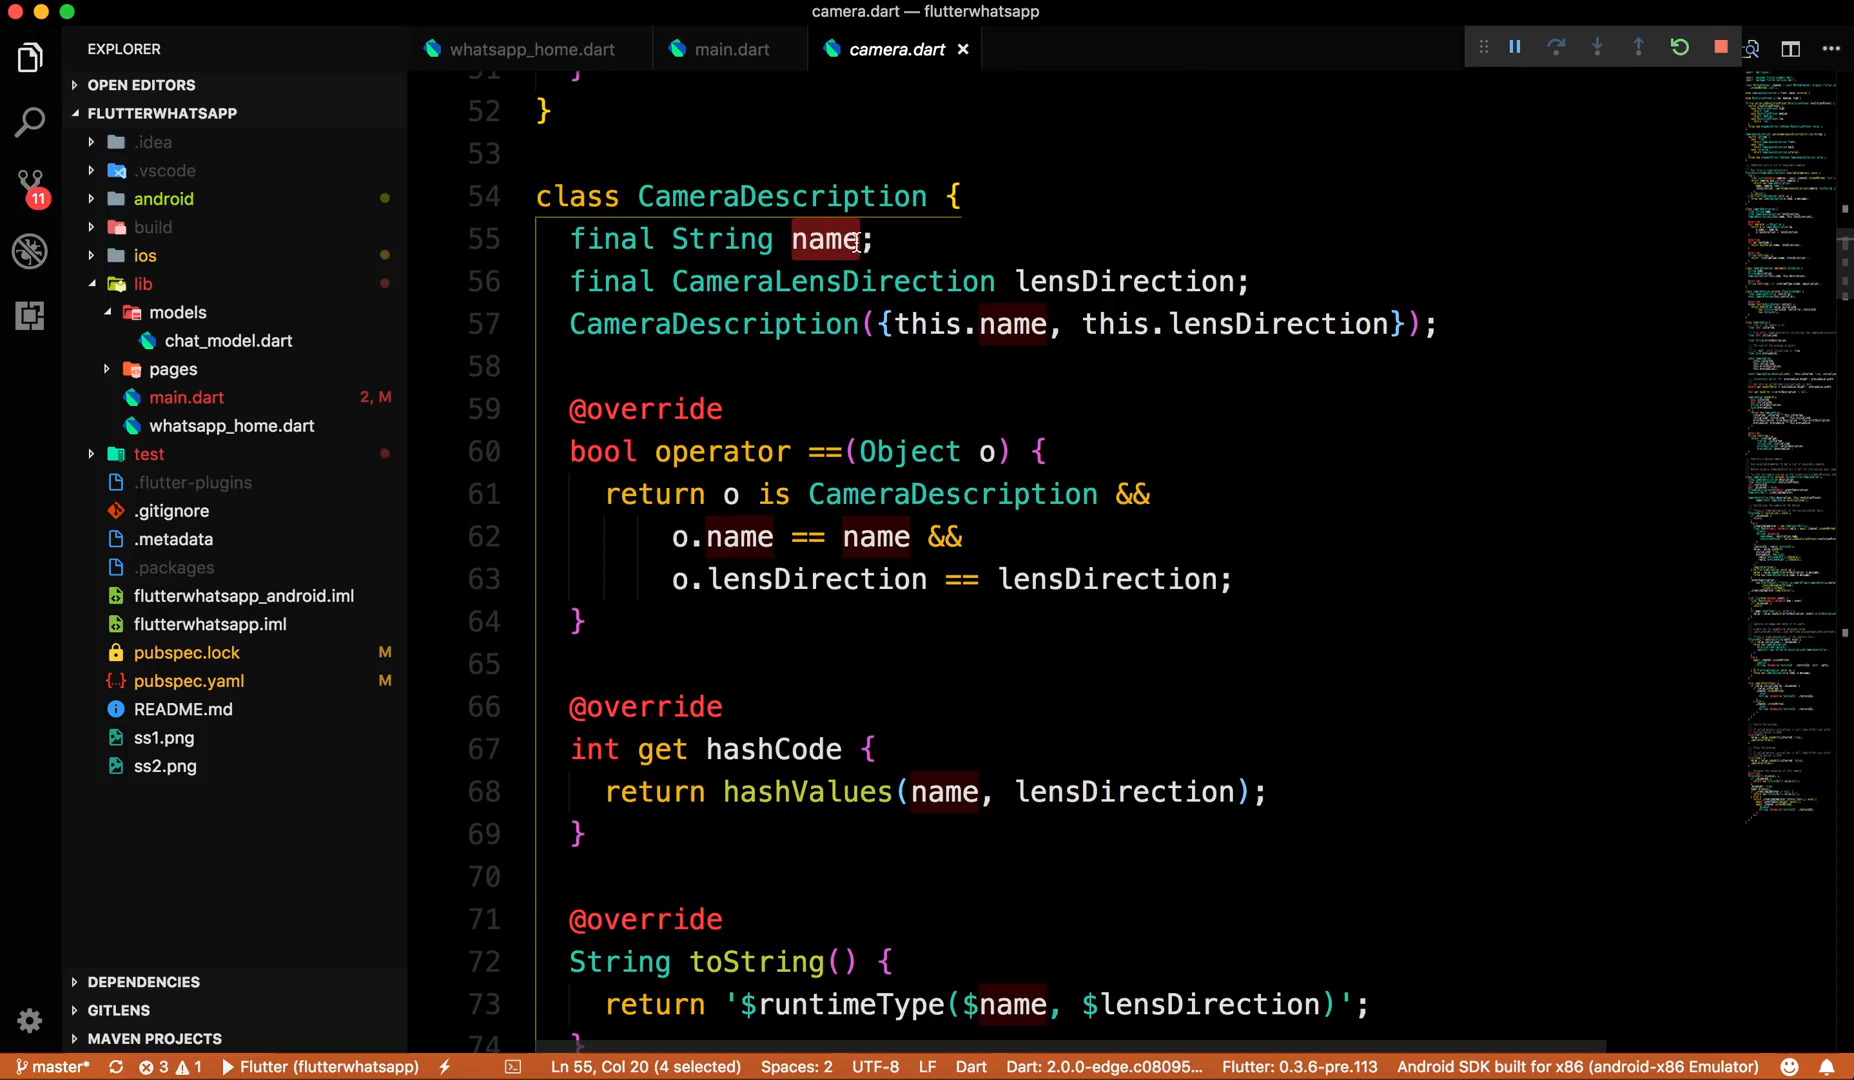 camera.dart — flutterwhatsapp
EXPLORER
whatsapp_home.dart
main.dart
camera.dart
OPEN EDITORS
FLUTTERWHATSAPP
.idea
.vscode
android
build
ios
lib
models
chat_model.dart
pages
main.dart 2, M
whatsapp_home.dart
test
.flutter-plugins
.gitignore
.metadata
.packages
flutterwhatsapp_android.iml
flutterwhatsapp.iml
pubspec.lock M
pubspec.yaml M
README.md
ss1.png
ss2.png
DEPENDENCIES
GITLENS
MAVEN PROJECTS
11
51 }
52 }
53
54 class CameraDescription {
55 final String name;
56 final CameraLensDirection lensDirection;
57 CameraDescription({this.name, this.lensDirection});
58
59 @override
60 bool operator ==(Object o) {
61 return o is CameraDescription &&
62 o.name == name &&
63 o.lensDirection == lensDirection;
64 }
65
66 @override
67 int get hashCode {
68 return hashValues(name, lensDirection);
69 }
70
71 @override
72 String toString() {
73 return '$runtimeType($name, $lensDirection)';
74 }
master* 3 1 Flutter (flutterwhatsapp) Ln 55, Col 20 (4 selected) Spaces: 2 UTF-8 LF Dart Dart: 2.0.0-edge.c08095... Flutter: 0.3.6-pre.113 Android SDK built for x86 (android-x86 Emulator)